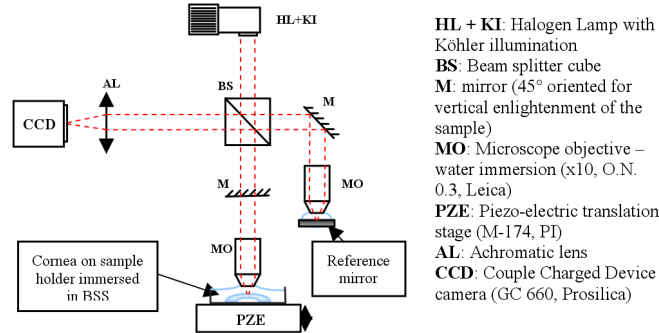 HL+KI
AL
BS
M
CCD
M
MO
MO
Reference
mirror
Cornea on sample
holder immersed
in BSS
PZE
HL + KI: Halogen Lamp with
Köhler illumination
BS: Beam splitter cube
M: mirror (45° oriented for
vertical enlightenment of the
sample)
MO: Microscope objective –
water immersion (x10, O.N.
0.3, Leica)
PZE: Piezo-electric translation
stage (M-174, PI)
AL: Achromatic lens
CCD: Couple Charged Device
camera (GC 660, Prosilica)